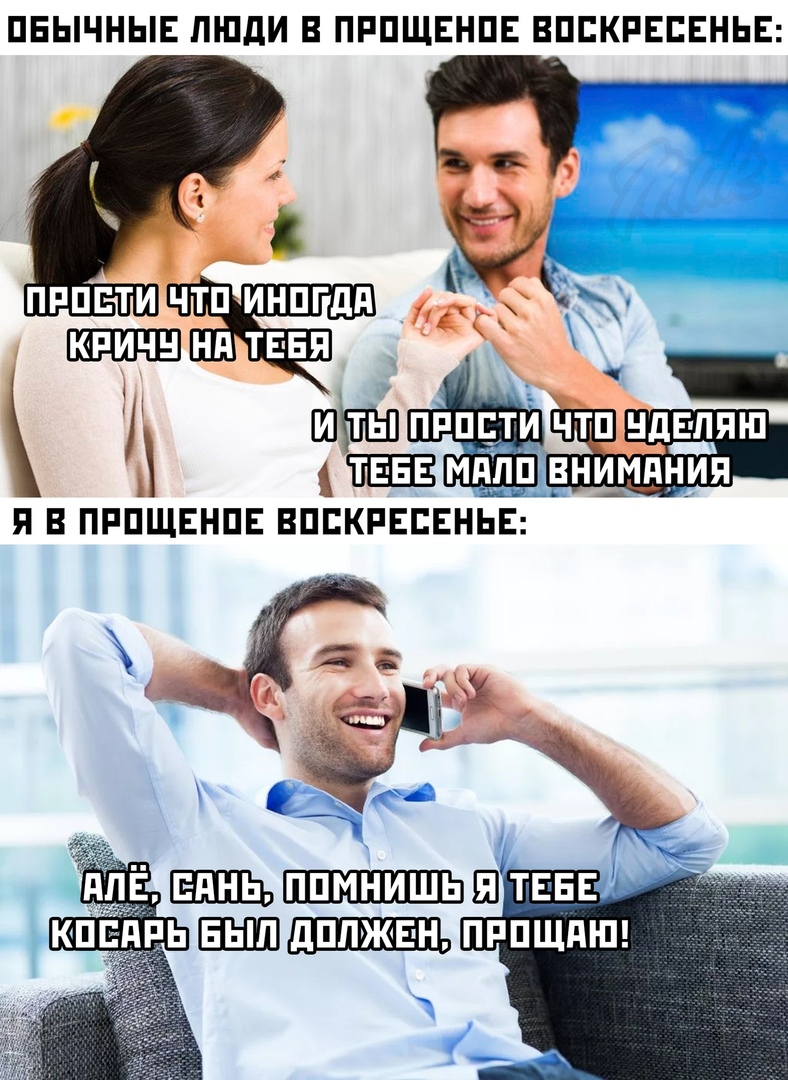 ОБЫЧНЫЕ ЛЮДИ В ПРОЩЕНОЕ ВОСКРЕСЕНЬЕ:
ПРОСТИ ЧТО ИНОГДА
КРИЧУ НА ТЕБЯ
И ТЫ ПРОСТИ ЧТО УДЕЛЯЮ
ТЕБЕ МАЛО ВНИМАНИЯ
Я В ПРОЩЕНОЕ ВОСКРЕСЕНЬЕ:
АЛЁ, САНЬ, ПОМНИШЬ Я ТЕБЕ
КОСАРЬ БЫЛ ДОЛЖЕН, ПРОЩАЮ!